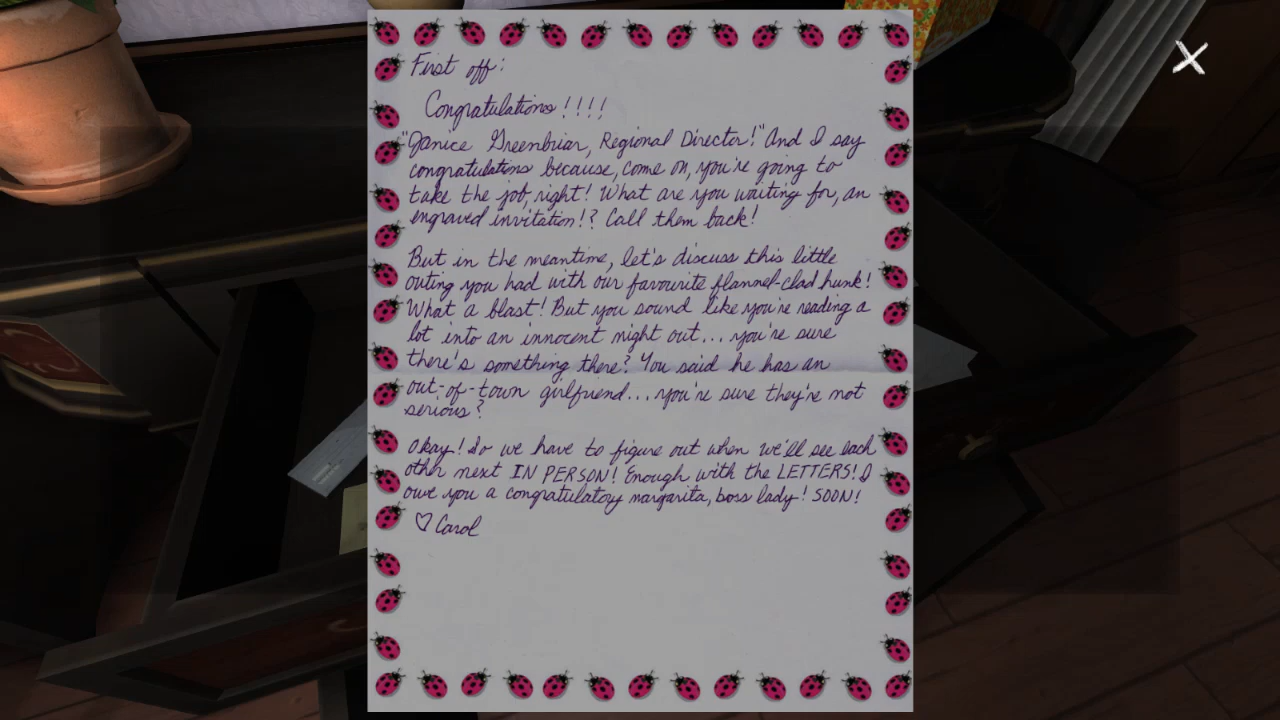 First off:
Congratulations!!!!
"Janice Greenbriar, Regional Director!" And I say
congratulations because, come on, you're going to
take the job, right! What are you waiting for, an
engraved invitation!? Call them back!
But in the meantime, let's discuss this little
outing you had with our favourite flannel-clad hunk!
What a blast! But you sound like you're reading a
lot into an innocent night out... you're sure
there's something there? You said he has an
out-of-town girlfriend... you're sure they're not
serious?
Okay! So we have to figure out when we'll see each
other next IN PERSON! Enough with the LETTERS! I
owe you a congratulatory margarita, boss lady! SOON!
♡ Carol